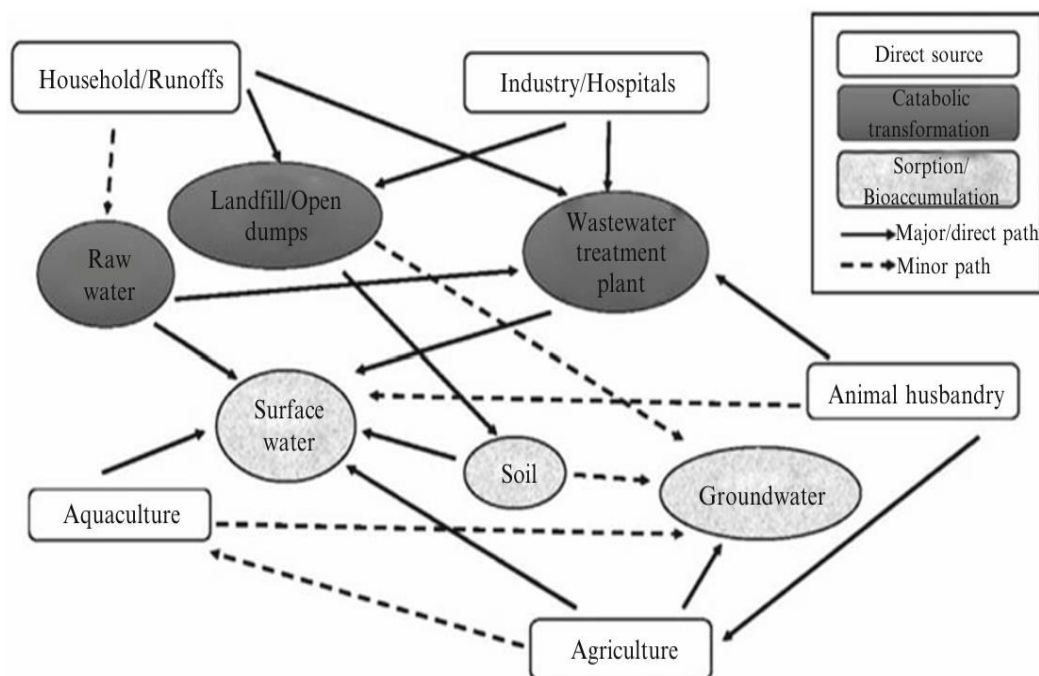 Household/Runoffs
Industry/Hospitals
Direct source
Catabolic
transformation
Sorption/
Bioaccumulation
Major/direct path
Minor path
Landfill/Open
dumps
Wastewater
treatment
plant
Raw
water
Animal husbandry
Surface
water
Soil
Groundwater
Aquaculture
Agriculture